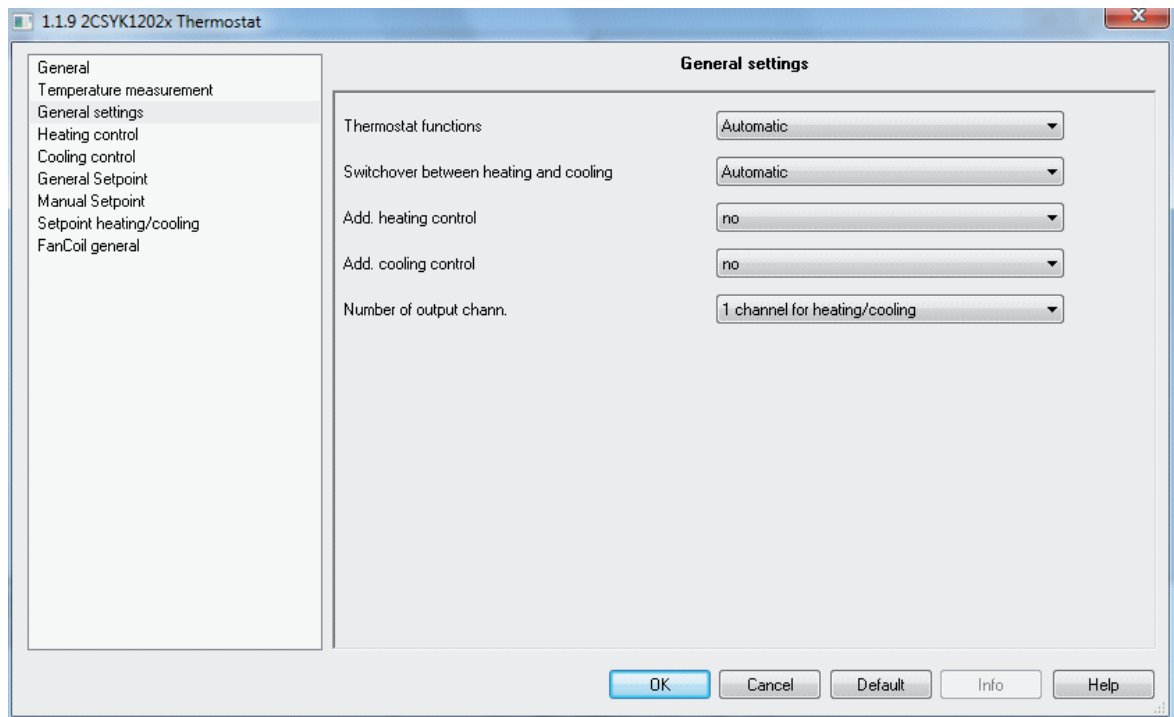 1.1.9 2CSYK1202x Thermostat
General
Temperature measurement
General settings
Heating control
Cooling control
General Setpoint
Manual Setpoint
Setpoint heating/cooling
FanCoil general
General settings
Thermostat functions Automatic
Switchover between heating and cooling Automatic
Add. heating control no
Add. cooling control no
Number of output chann. 1 channel for heating/cooling
OK Cancel Default Info Help